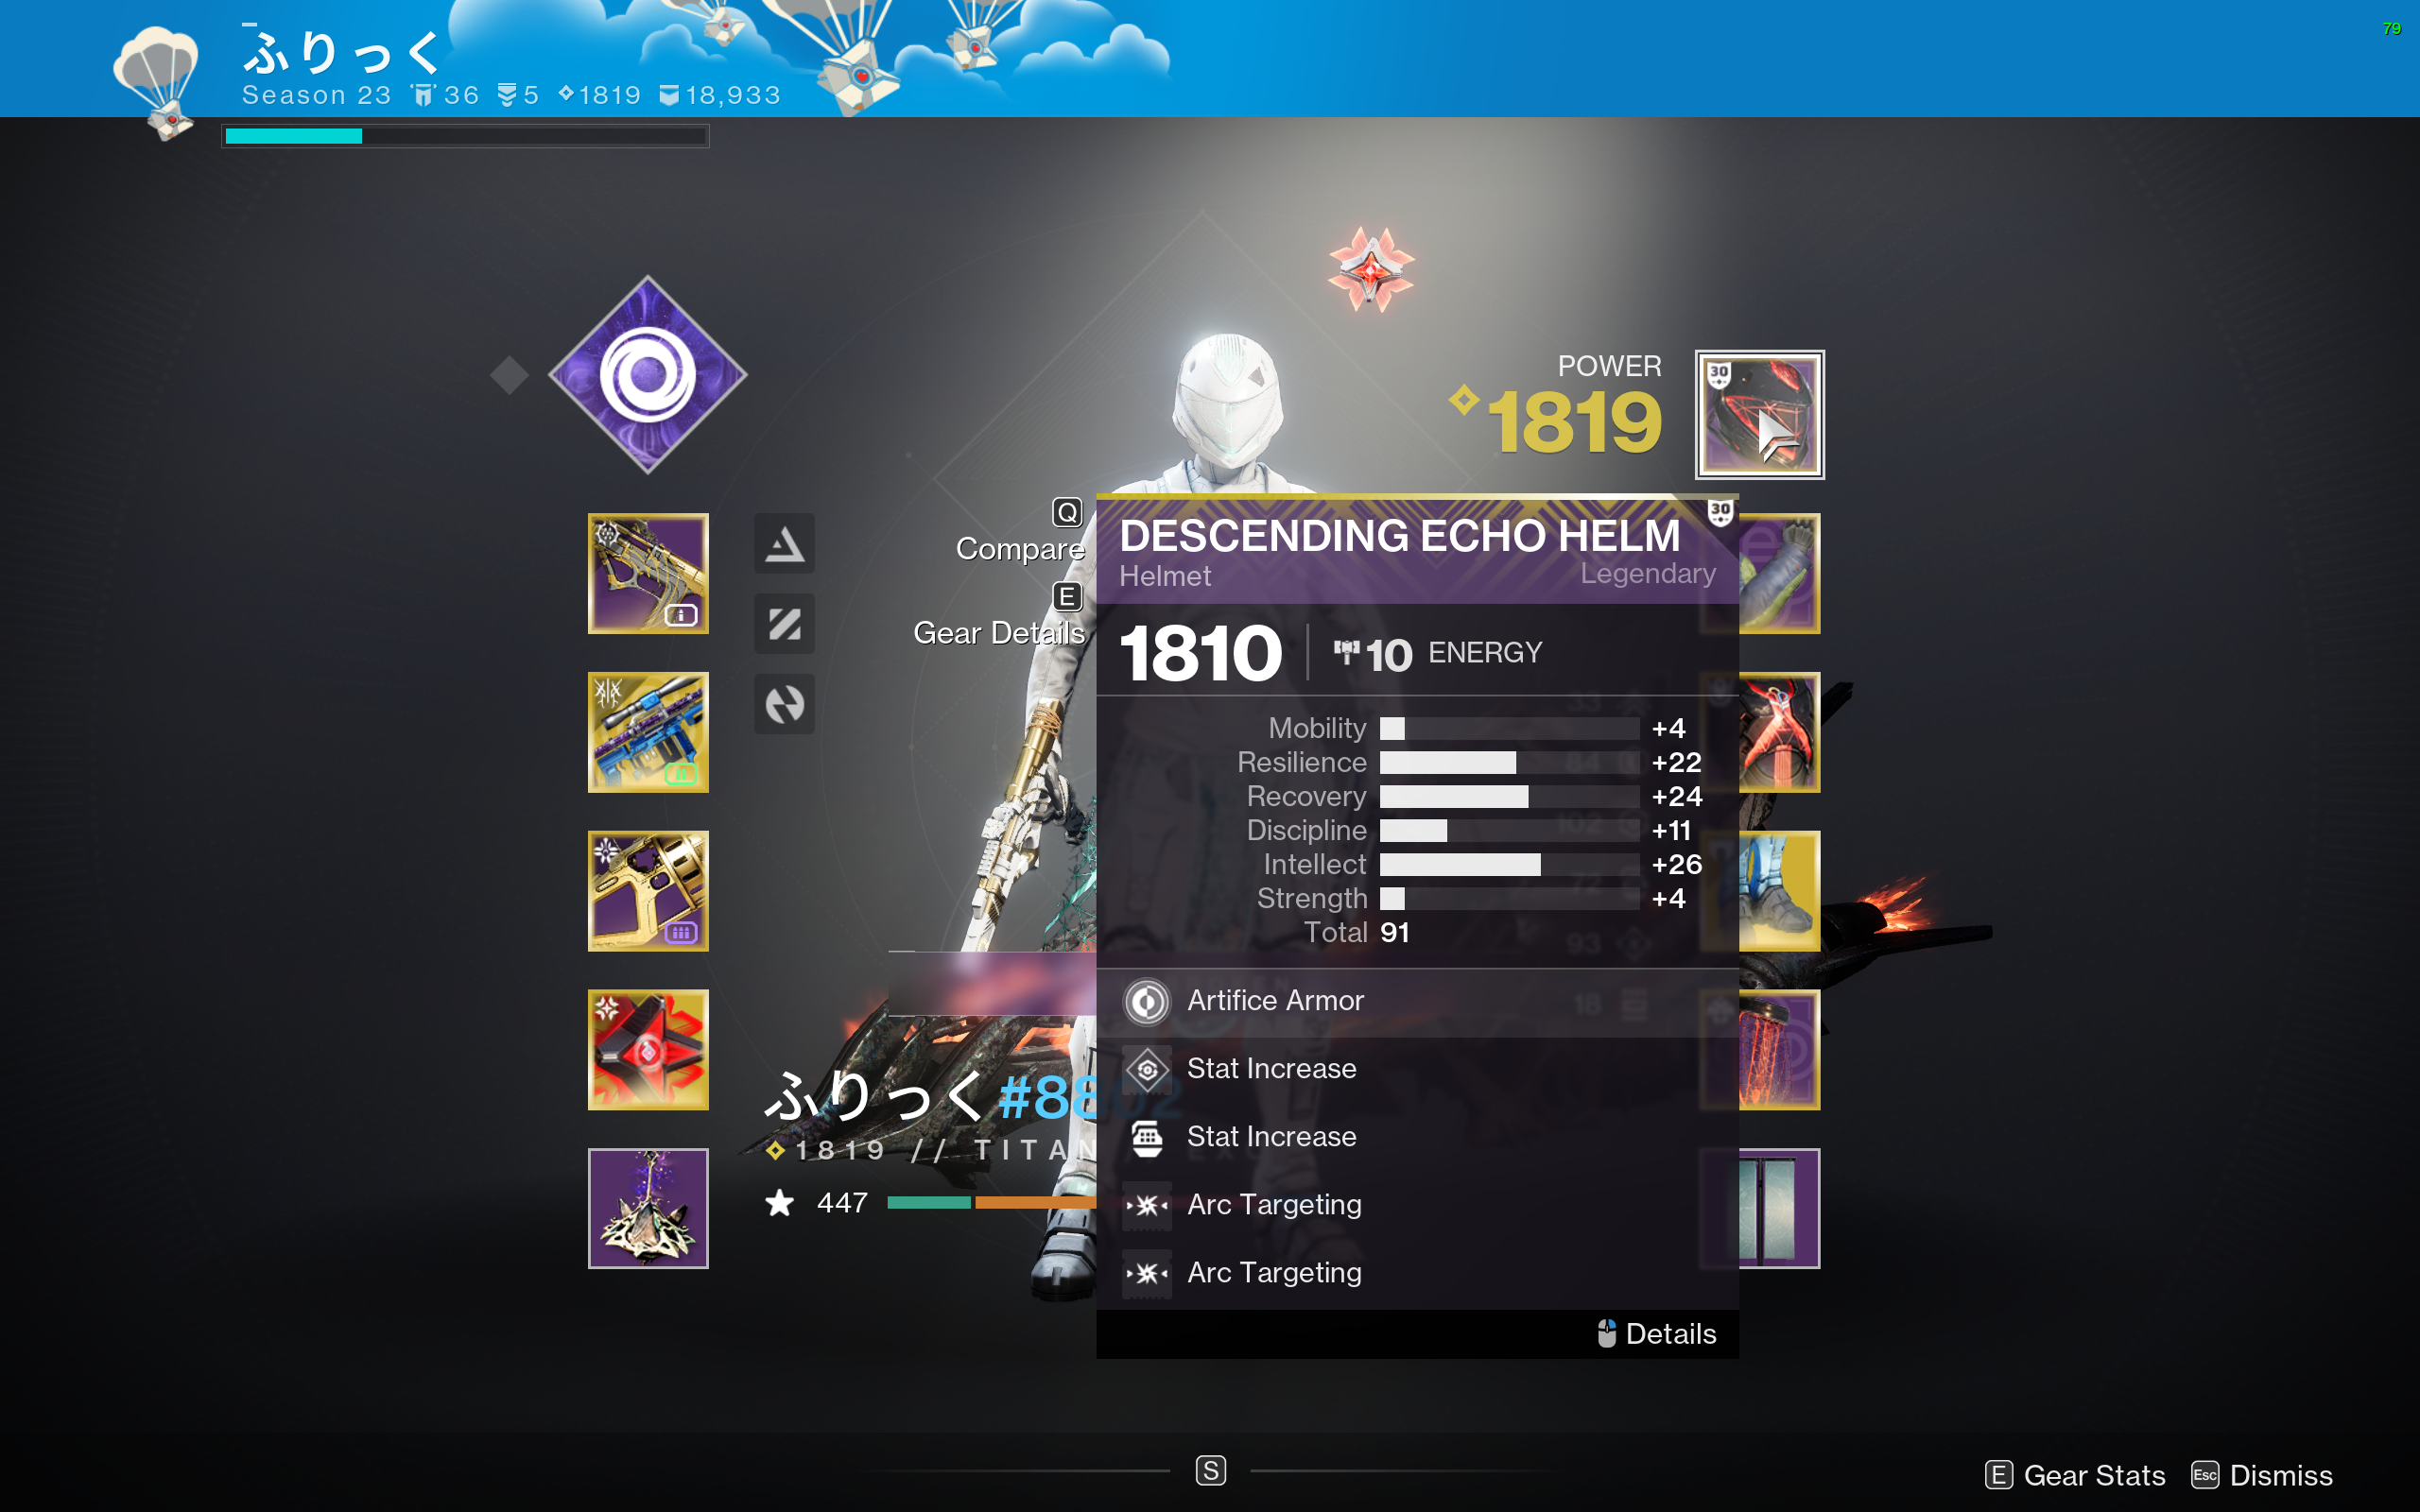 79
ふりっく
Season 23 36 5 1819 18,933
POWER
1819
30
Q
Compare
E
Gear Details
DESCENDING ECHO HELM
30
Helmet
Legendary
1810 10 ENERGY
Mobility +4
Resilience +22
Recovery +24
Discipline +11
Intellect +26
Strength +4
Total 91
Artifice Armor
Stat Increase
Stat Increase
Arc Targeting
Arc Targeting
Details
ふりっく
1819 // TITAN
447
S
E Gear Stats Esc Dismiss